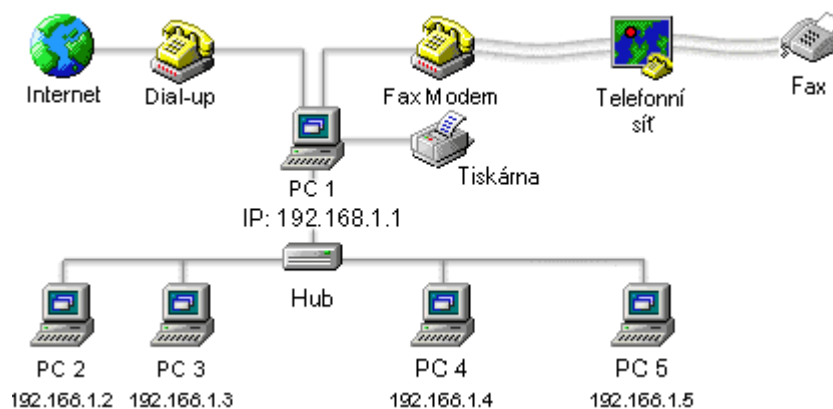 Internet
Dial-up
Fax Modem
Telefonní
síť
Fax
Tiskárna
PC 1
IP: 192.168.1.1
Hub
PC 2
PC 3
PC 4
PC 5
192.168.1.2
192.168.1.3
192.168.1.4
192.168.1.5